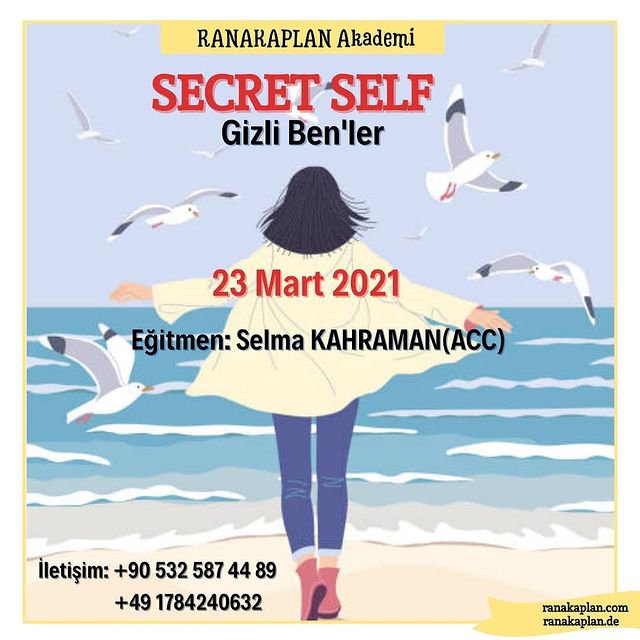 RANAKAPLAN Akademi
SECRET SELF
Gizli Ben'ler
23 Mart 2021
Eğitmen: Selma KAHRAMAN(ACC)
İletişim: +90 532 587 44 89
+49 1784240632
ranakaplan.com
ranakaplan.de